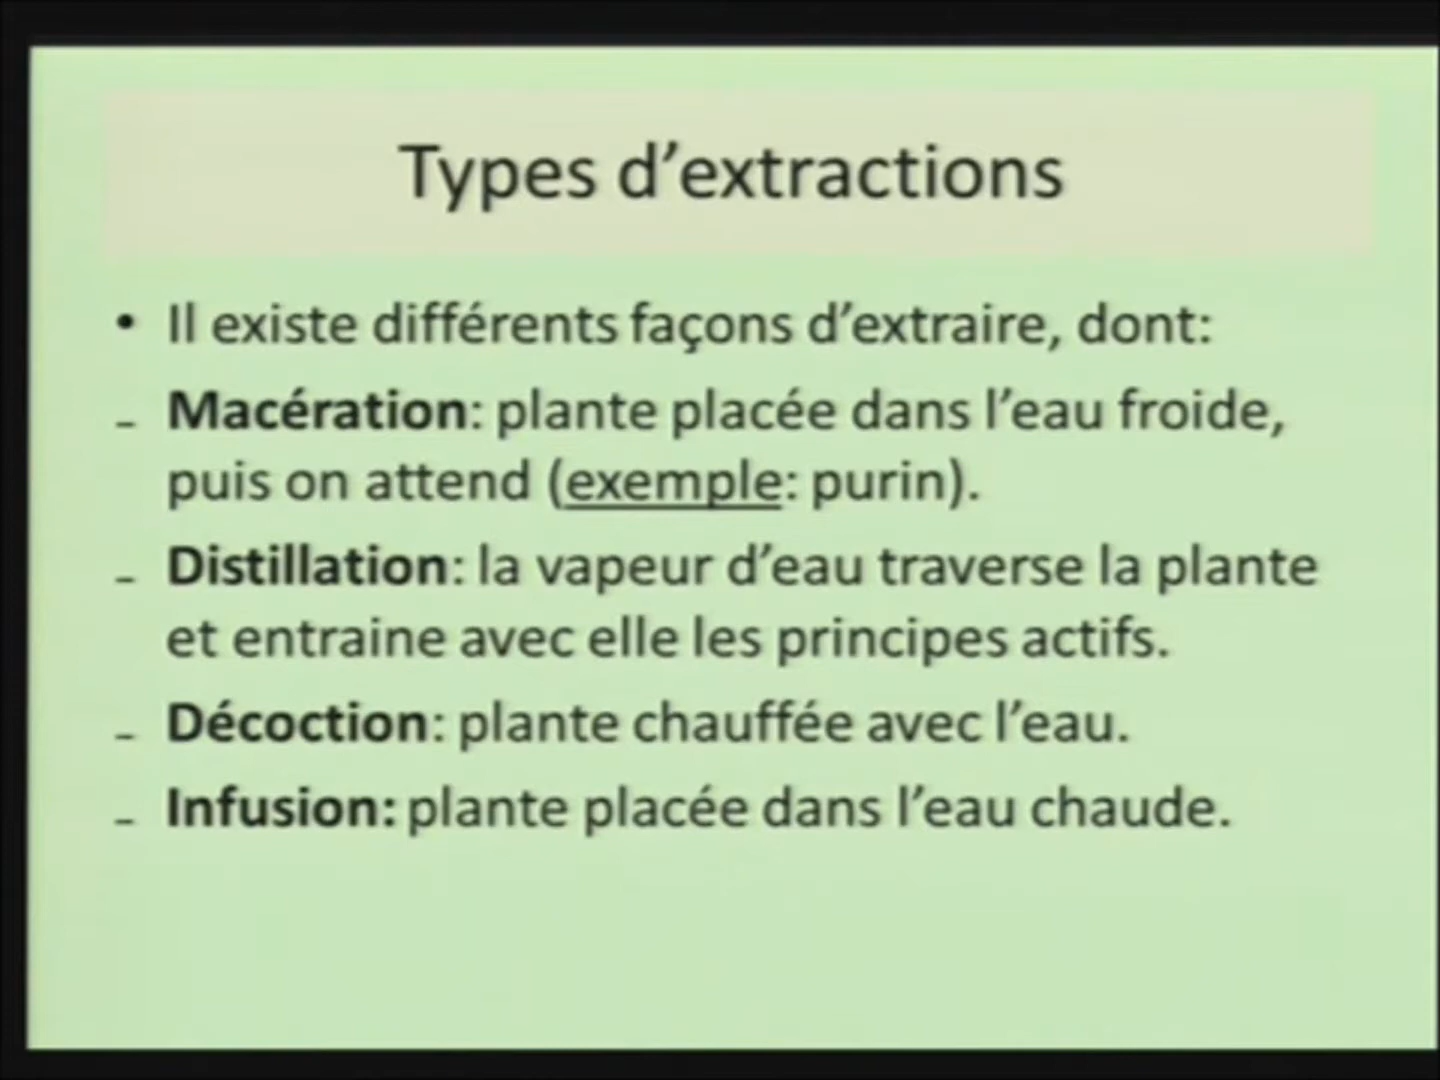 Types d’extractions
• Il existe différents façons d’extraire, dont:
- Macération: plante placée dans l’eau froide,
puis on attend (exemple: purin).
- Distillation: la vapeur d’eau traverse la plante
et entraine avec elle les principes actifs.
- Décoction: plante chauffée avec l’eau.
- Infusion: plante placée dans l’eau chaude.